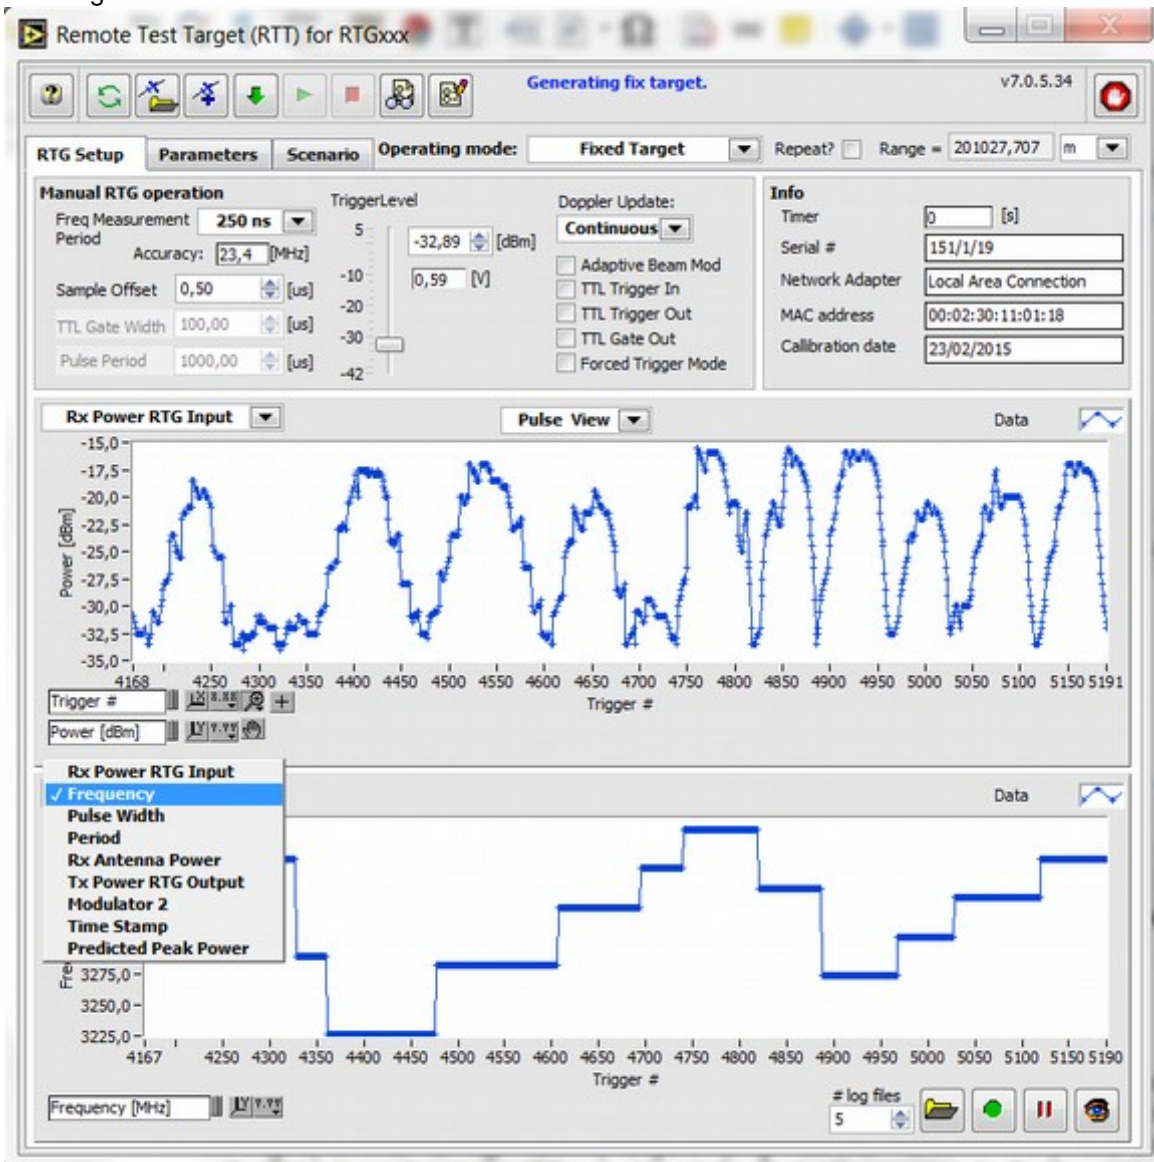 Remote Test Target (RTT) for RTGxxx
Generating fix target.
v7.0.5.34
RTG Setup
Parameters
Scenario
Operating mode:
Fixed Target
Repeat?
Range =
201027,707
m
Manual RTG operation
Freq Measurement Period
250 ns
Accuracy:
23,4
[MHz]
Sample Offset
0,50
[us]
TTL Gate Width
100,00
[us]
Pulse Period
1000,00
[us]
TriggerLevel
5
-10
-20
-30
-42
-32,89
[dBm]
0,59
[V]
Doppler Update:
Continuous
Adaptive Beam Mod
TTL Trigger In
TTL Trigger Out
TTL Gate Out
Forced Trigger Mode
Info
Timer
0
[s]
Serial #
151/1/19
Network Adapter
Local Area Connection
MAC address
00:02:30:11:01:18
Callibration date
23/02/2015
Rx Power RTG Input
Pulse View
Data
Power [dBm]
-15,0
-17,5
-20,0
-22,5
-25,0
-27,5
-30,0
-32,5
-35,0
4168 4250 4300 4350 4400 4450 4500 4550 4600 4650 4700 4750 4800 4850 4900 4950 5000 5050 5100 5150 5191
Trigger #
Trigger #
Power [dBm]
Rx Power RTG Input
✓ Frequency
Pulse Width
Period
Rx Antenna Power
Tx Power RTG Output
Modulator 2
Time Stamp
Predicted Peak Power
Data
3275,0
3250,0
3225,0
4167 4250 4300 4350 4400 4450 4500 4550 4600 4650 4700 4750 4800 4850 4900 4950 5000 5050 5100 5150 5190
Trigger #
Frequency [MHz]
# log files
5